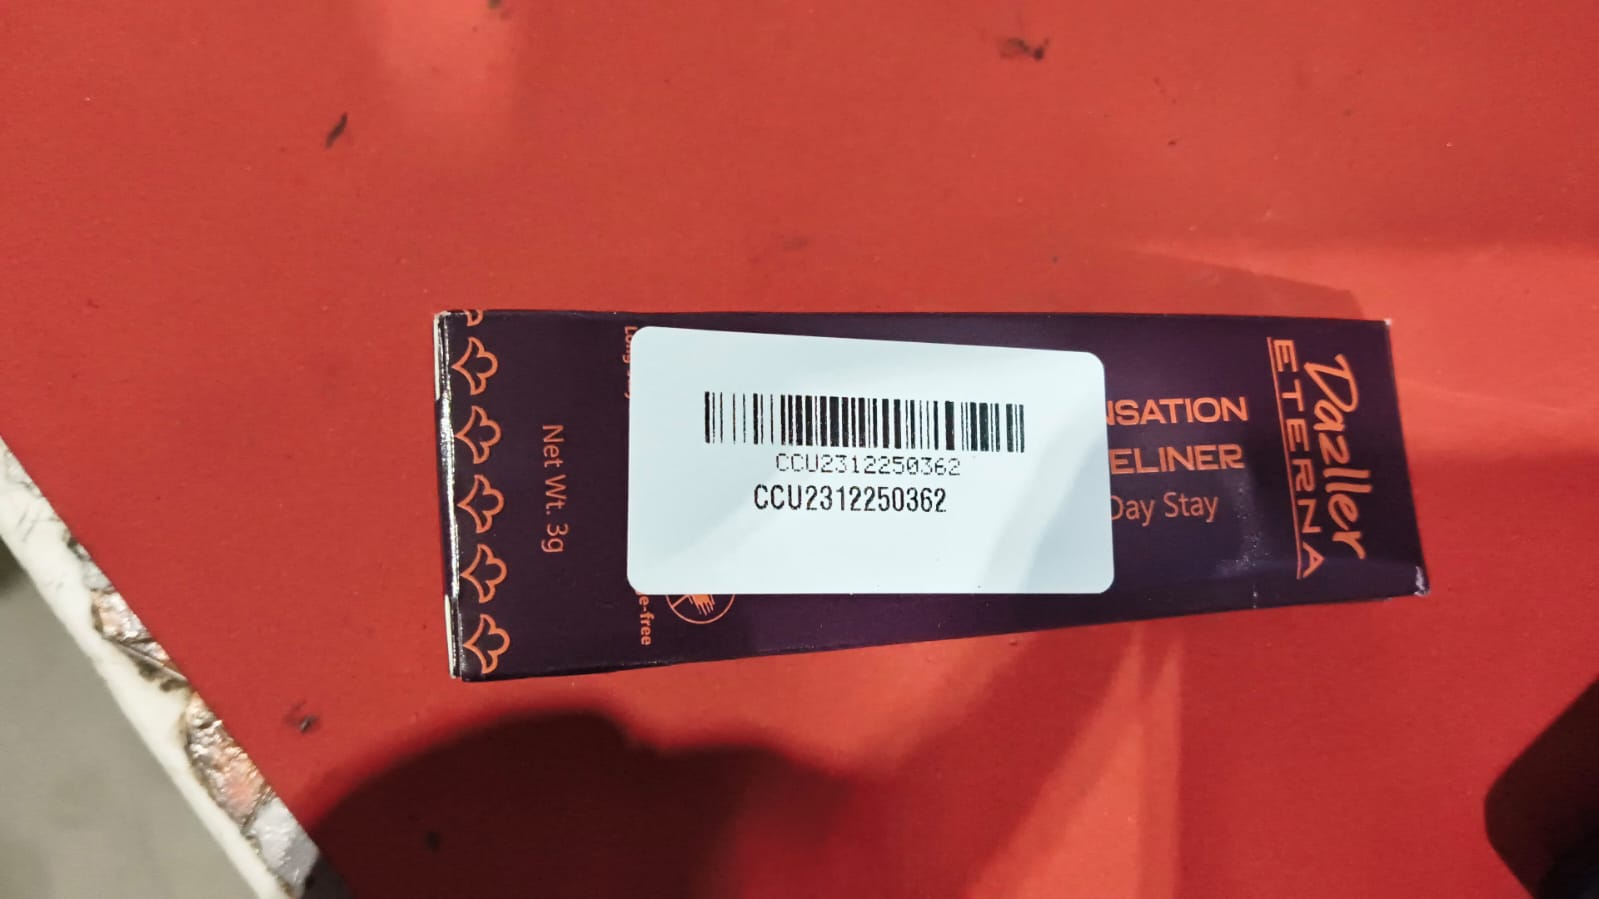 CCU2312250362
CCU2312250362
NSATION
ELINER
Day Stay
Dazller
ETERNA
Net Wt. 3g
e-free